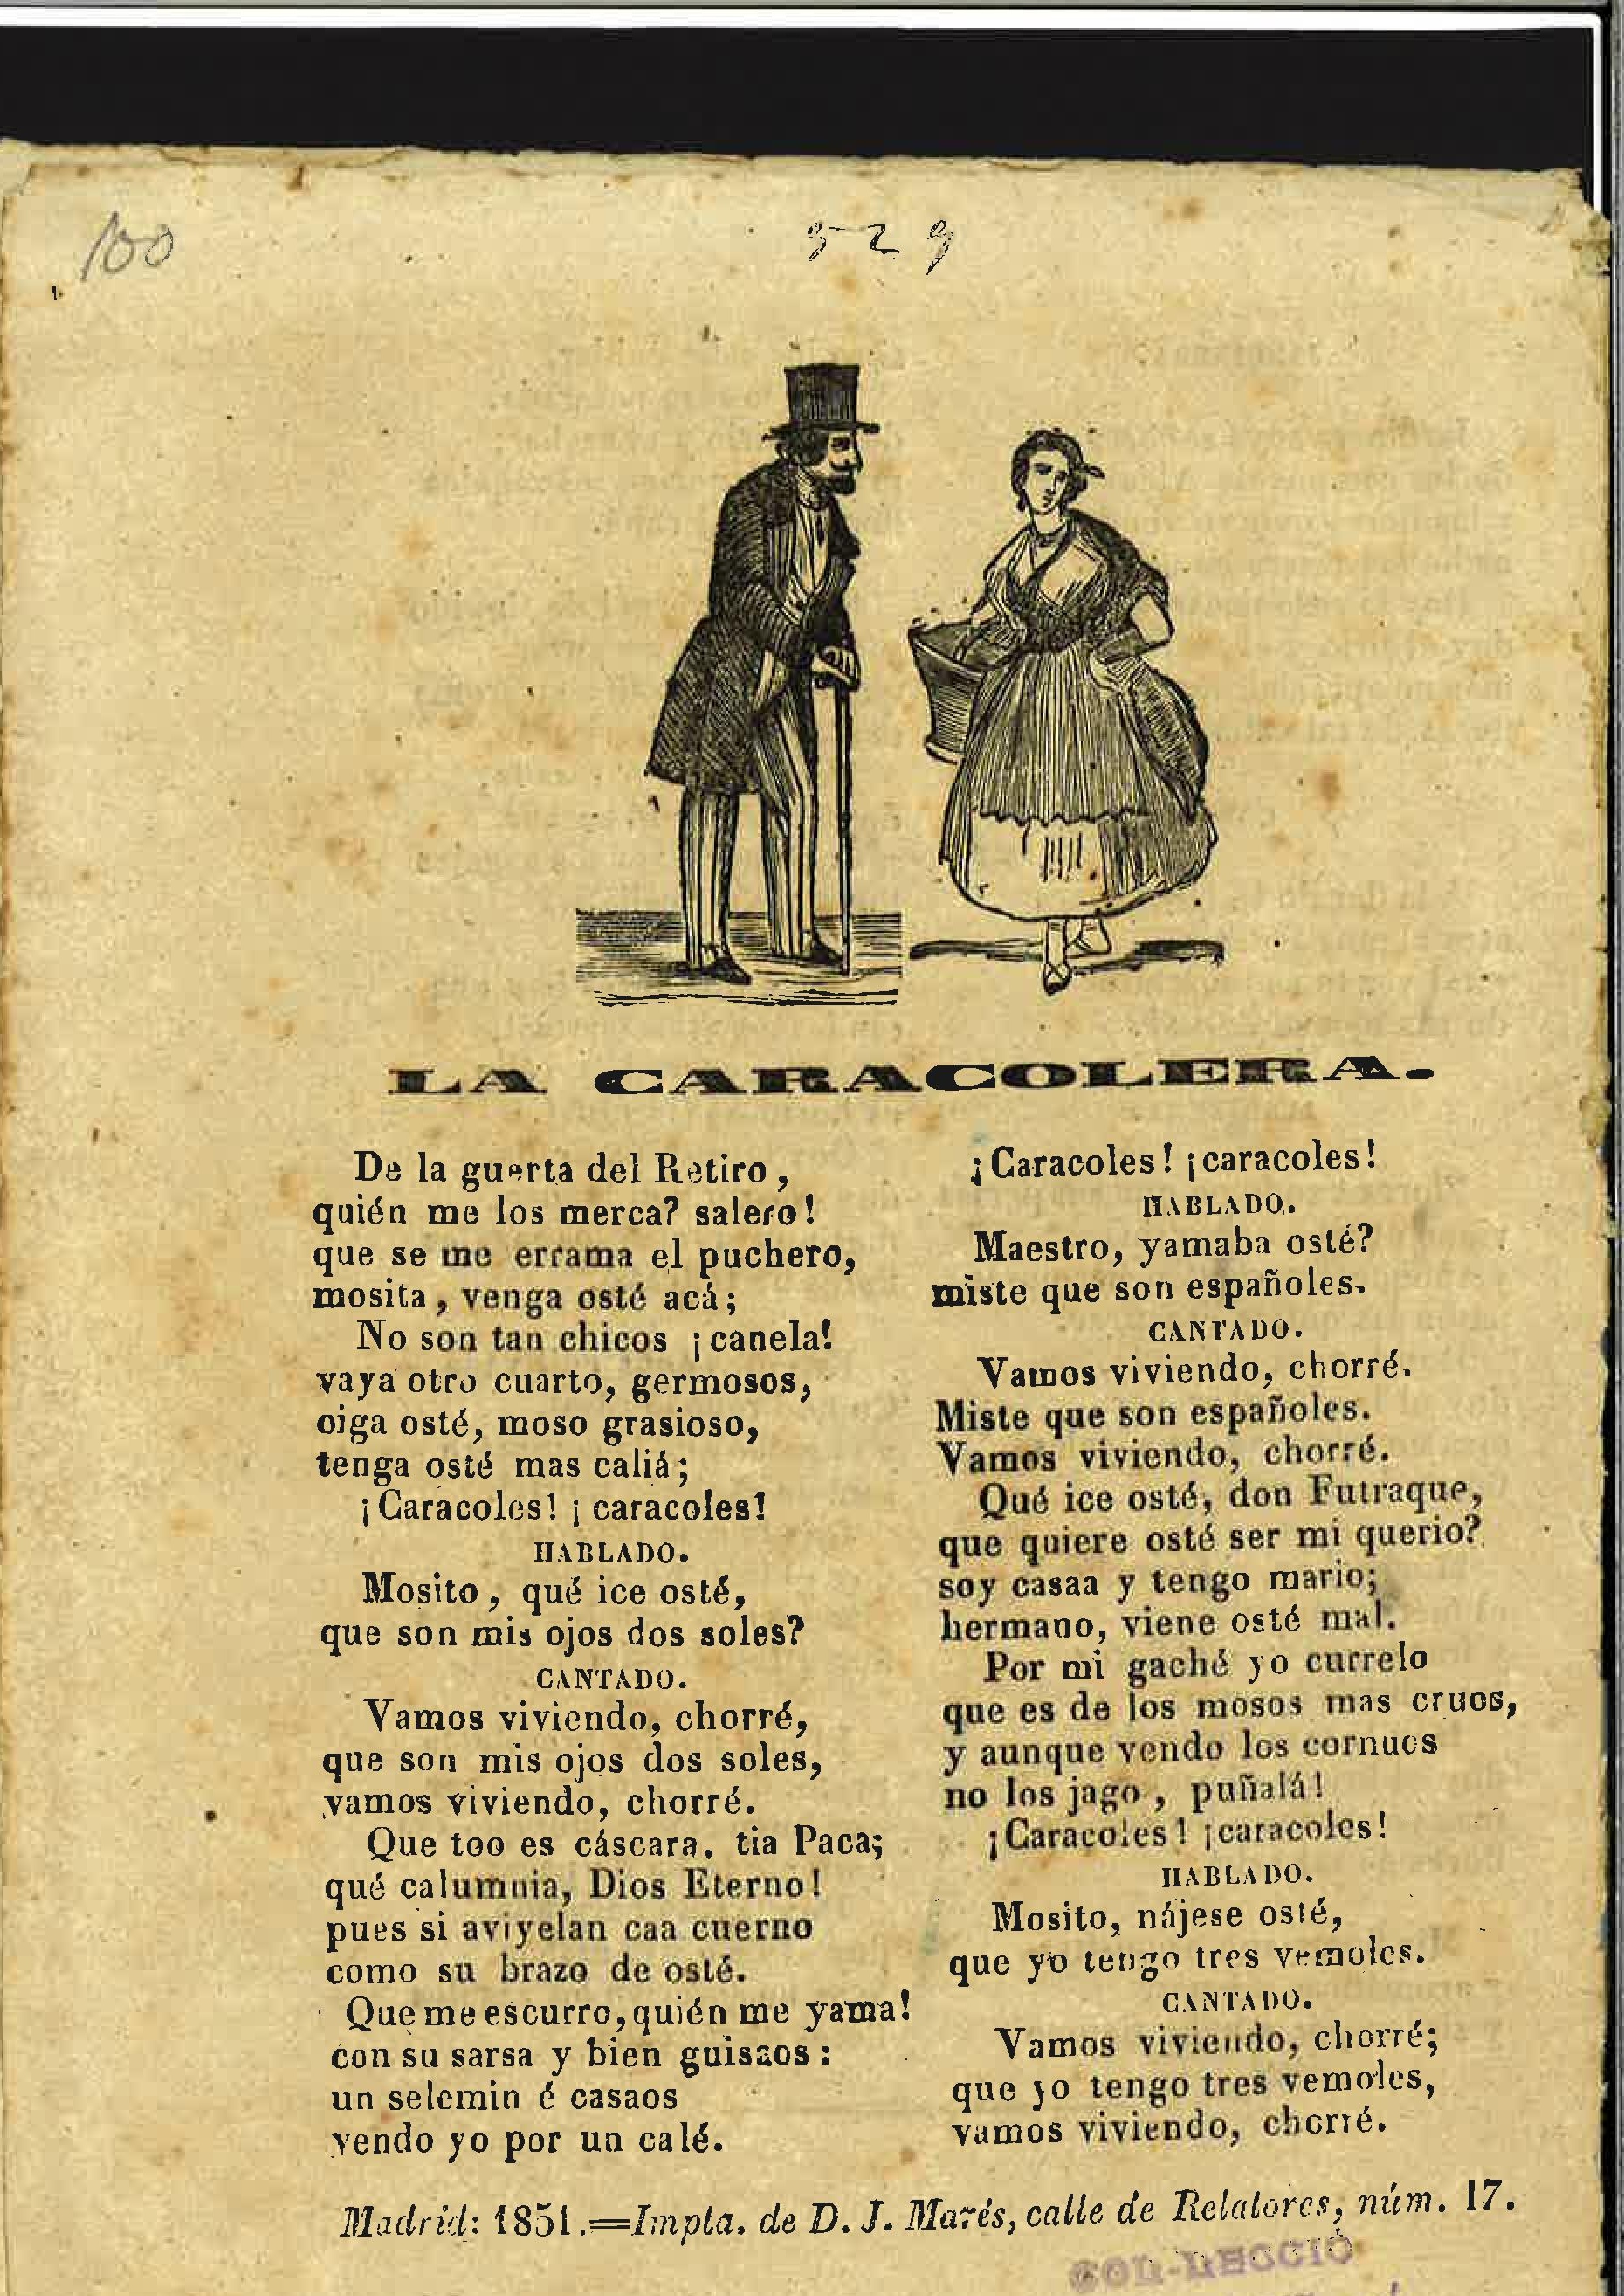 100
529
LA CARACOLERA.
De la guerta del Retiro,
quién me los merca? salero!
que se me errama el puchero,
mosita, venga osté acá;
No son tan chicos ¡canela!
vaya otro cuarto, germosos,
oiga osté, moso grasioso,
tenga osté mas caliá;
¡Caracoles! ¡caracoles!
HABLADO.
Mosito, qué ice osté,
que son mis ojos dos soles?
CANTADO.
Vamos viviendo, chorré,
que son mis ojos dos soles,
vamos viviendo, chorré.
Que too es cáscara, tia Paca;
qué calumnia, Dios Eterno!
pues si aviyelan caa cuerno
como su brazo de osté.
Que me escurro, quién me yama!
con su sarsa y bien guisaos:
un selemin é casaos
vendo yo por un calé.
¡Caracoles! ¡caracoles!
HABLADO.
Maestro, yamaba osté?
miste que son españoles.
CANTADO.
Vamos viviendo, chorré.
Miste que son españoles.
Vamos viviendo, chorré.
Qué ice osté, don Futraque,
que quiere osté ser mi querio?
soy casaa y tengo mario;
hermano, viene osté mal.
Por mi gaché yo currelo
que es de los mosos mas cruos,
y aunque vendo los cornuos
no los jago, puñalá!
¡Caracoles! ¡caracoles!
HABLADO.
Mosito, nájese osté,
que yo tengo tres vemoles.
CANTADO.
Vamos viviendo, chorré;
que yo tengo tres vemoles,
vamos viviendo, chorré.
Madrid: 1851.=Impta. de D. J. Marés, calle de Relatores, núm. 17.
COL·LECCIÓ